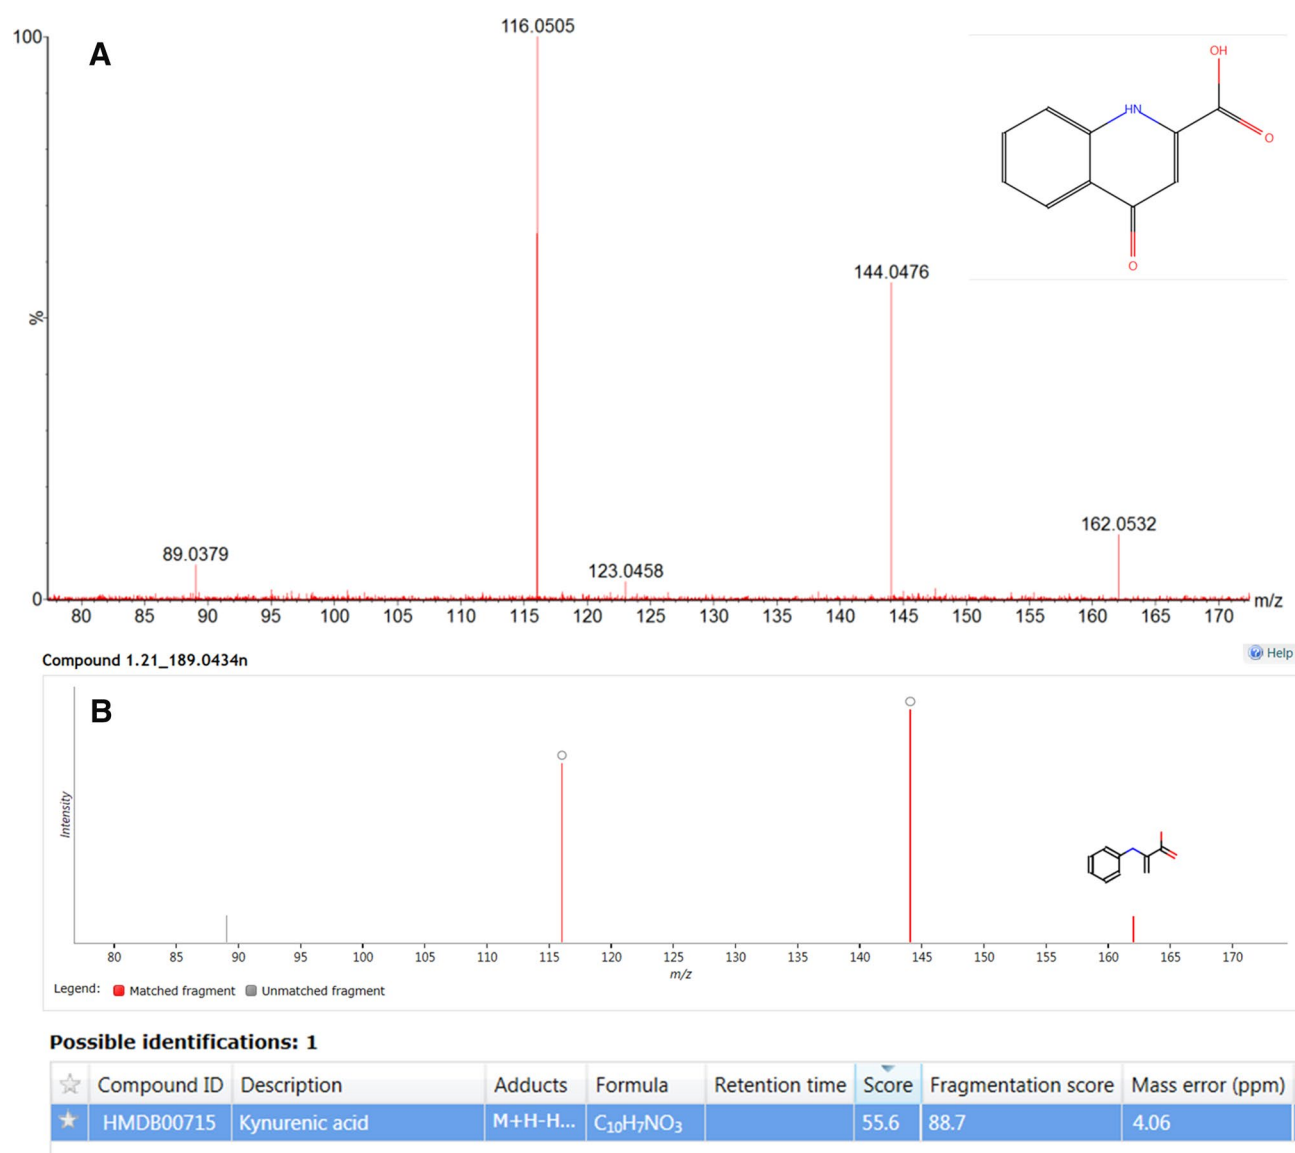 116.0505
100
A
OH
HN
O
O
144.0476
%
162.0532
89.0379
123.0458
0
80 85 90 95 100 105 110 115 120 125 130 135 140 145 150 155 160 165 170 m/z
Compound 1.21_189.0434n
Help
B
Intensity
80 85 90 95 100 105 110 115 120 125 130 135 140 145 150 155 160 165 170
m/z
Legend: Matched fragment Unmatched fragment
Possible identifications: 1
Compound ID Description Adducts Formula Retention time Score Fragmentation score Mass error (ppm)
HMDB00715 Kynurenic acid M+H-H... C₁₀H₇NO₃ 55.6 88.7 4.06